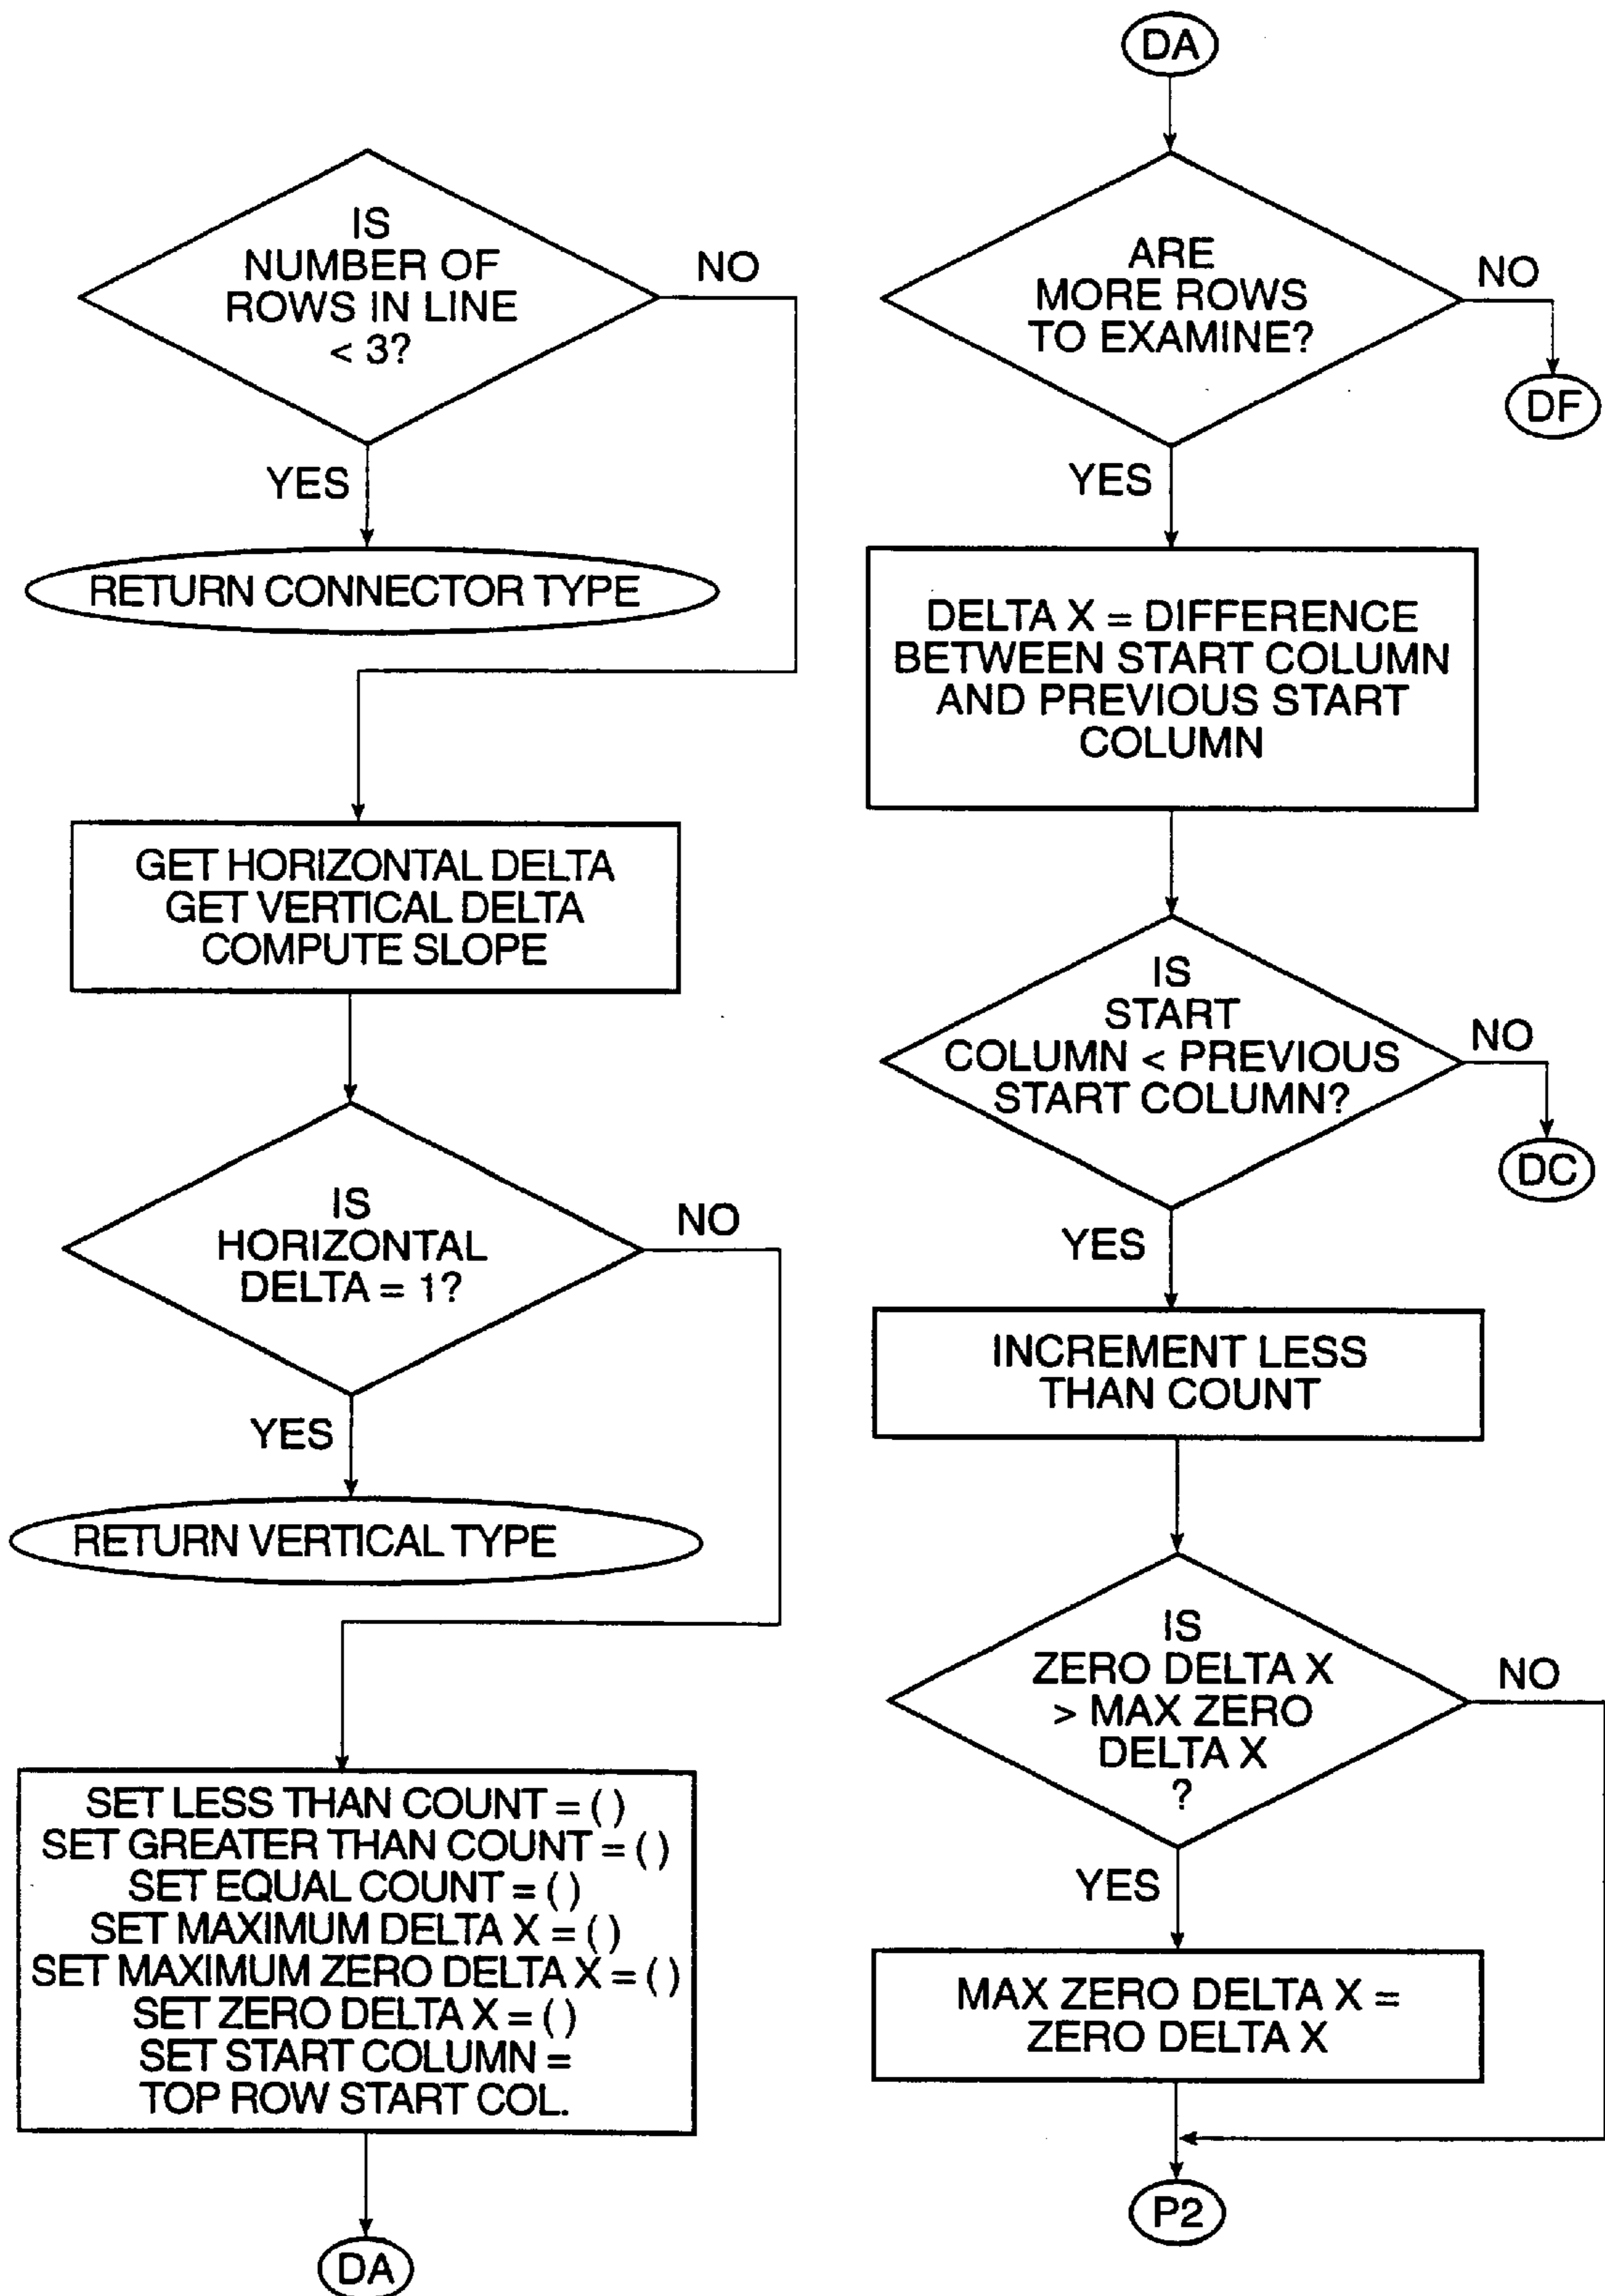 IS
NUMBER OF
ROWS IN LINE
< 3?
NO
YES
RETURN CONNECTOR TYPE
GET HORIZONTAL DELTA
GET VERTICAL DELTA
COMPUTE SLOPE
IS
HORIZONTAL
DELTA = 1?
NO
YES
RETURN VERTICAL TYPE
SET LESS THAN COUNT = ( )
SET GREATER THAN COUNT = ( )
SET EQUAL COUNT = ( )
SET MAXIMUM DELTA X = ( )
SET MAXIMUM ZERO DELTA X = ( )
SET ZERO DELTA X = ( )
SET START COLUMN =
TOP ROW START COL.
DA
DA
ARE
MORE ROWS
TO EXAMINE?
NO
DF
YES
DELTA X = DIFFERENCE
BETWEEN START COLUMN
AND PREVIOUS START
COLUMN
IS
START
COLUMN < PREVIOUS
START COLUMN?
NO
DC
YES
INCREMENT LESS
THAN COUNT
IS
ZERO DELTA X
> MAX ZERO
DELTA X
?
NO
YES
MAX ZERO DELTA X =
ZERO DELTA X
P2